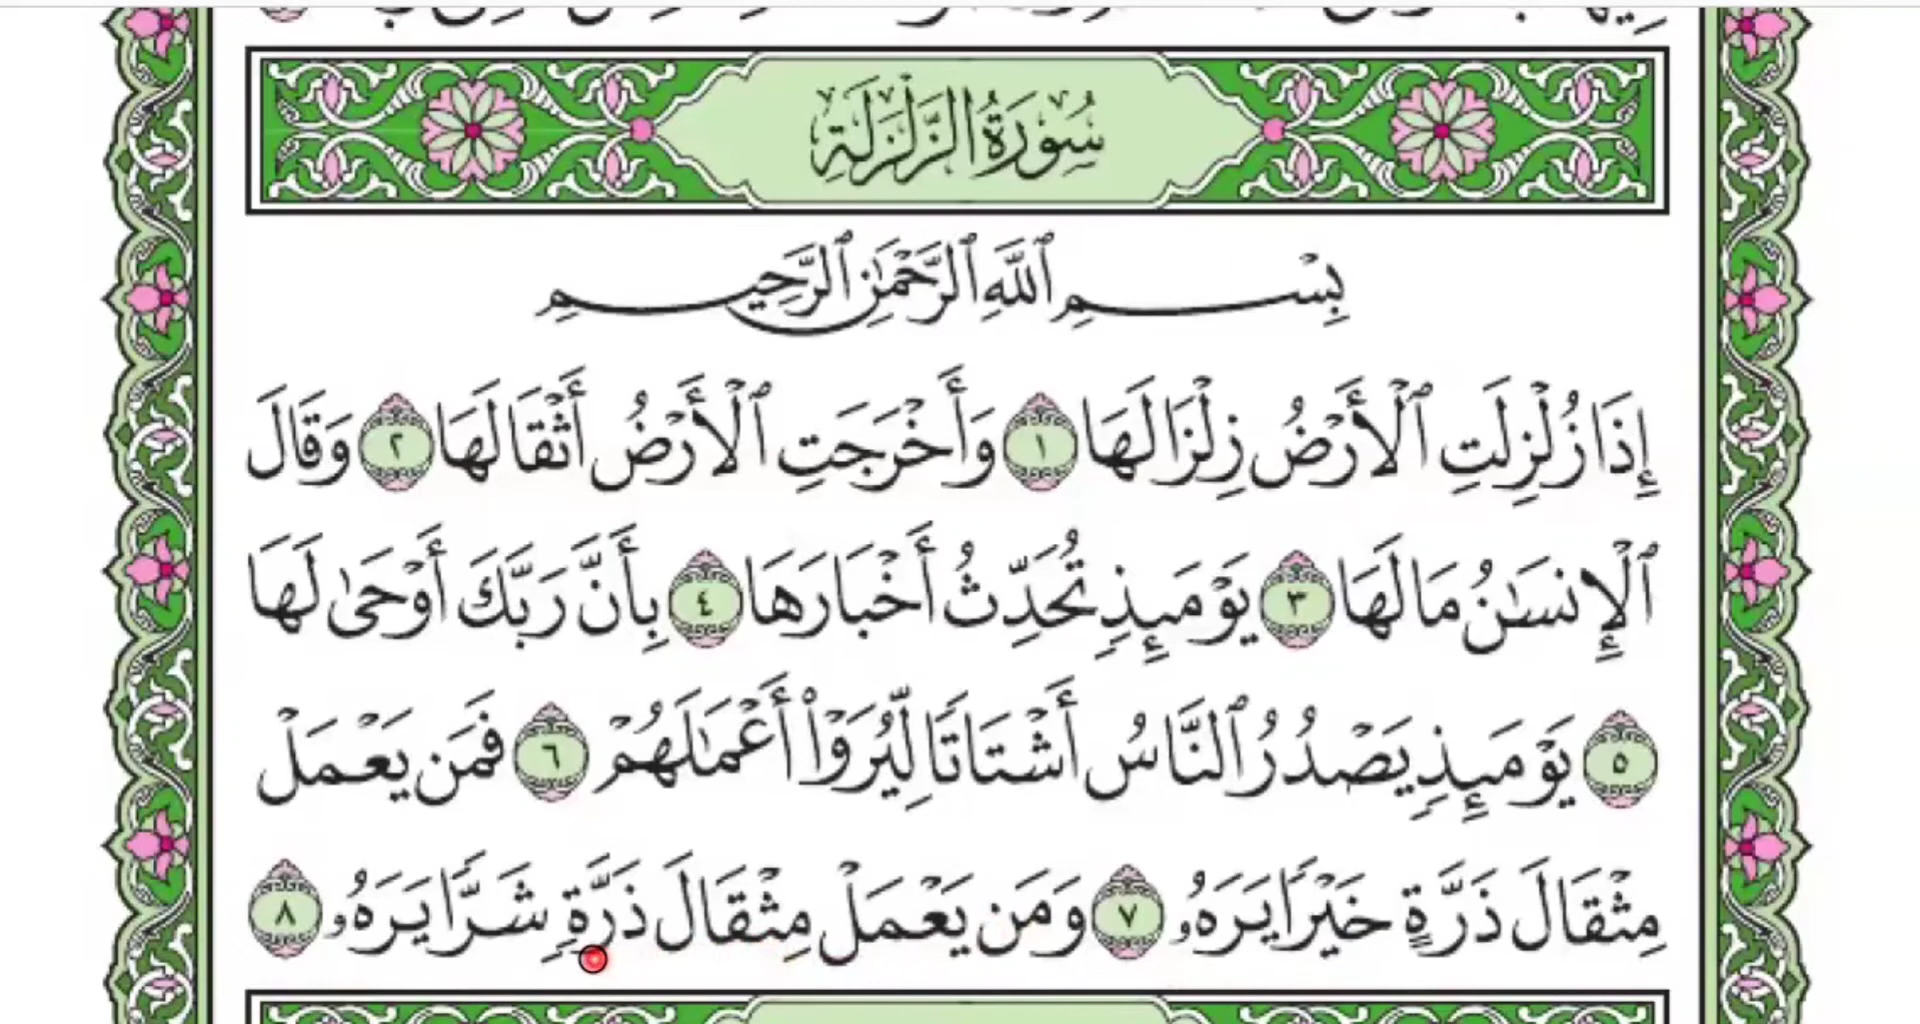 سُورَةُ الزَّلْزَلَةِ
بِسْمِ ٱللَّهِ ٱلرَّحْمَٰنِ ٱلرَّحِيمِ
إِذَا زُلْزِلَتِ ٱلْأَرْضُ زِلْزَالَهَا ١ وَأَخْرَجَتِ ٱلْأَرْضُ أَثْقَالَهَا ٢ وَقَالَ
ٱلْإِنسَٰنُ مَا لَهَا ٣ يَوْمَئِذٍ تُحَدِّثُ أَخْبَارَهَا ٤ بِأَنَّ رَبَّكَ أَوْحَىٰ لَهَا
٥ يَوْمَئِذٍ يَصْدُرُ ٱلنَّاسُ أَشْتَاتًا لِّيُرَوْا۟ أَعْمَٰلَهُمْ ٦ فَمَن يَعْمَلْ
مِثْقَالَ ذَرَّةٍ خَيْرًا يَرَهُۥ ٧ وَمَن يَعْمَلْ مِثْقَالَ ذَرَّةٍ شَرًّا يَرَهُۥ ٨